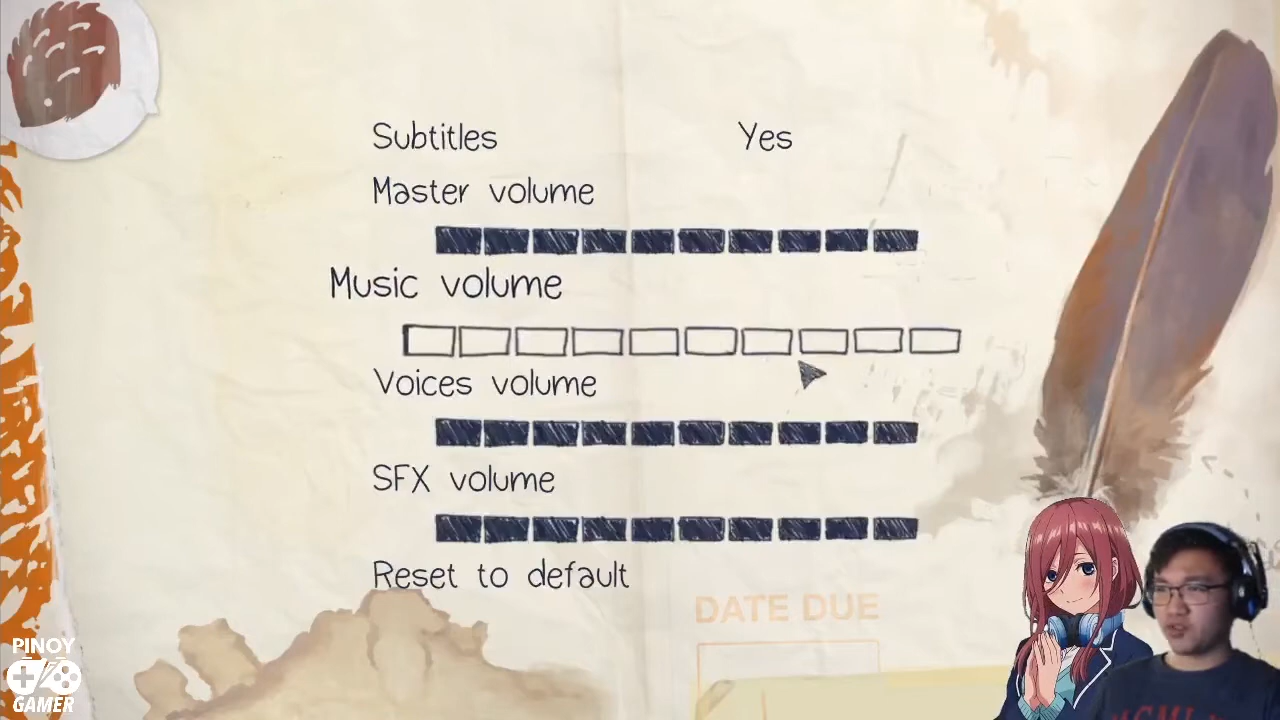 Subtitles Yes
Master volume
Music volume
Voices volume
SFX volume
Reset to default
DATE DUE
PINOY
GAMER